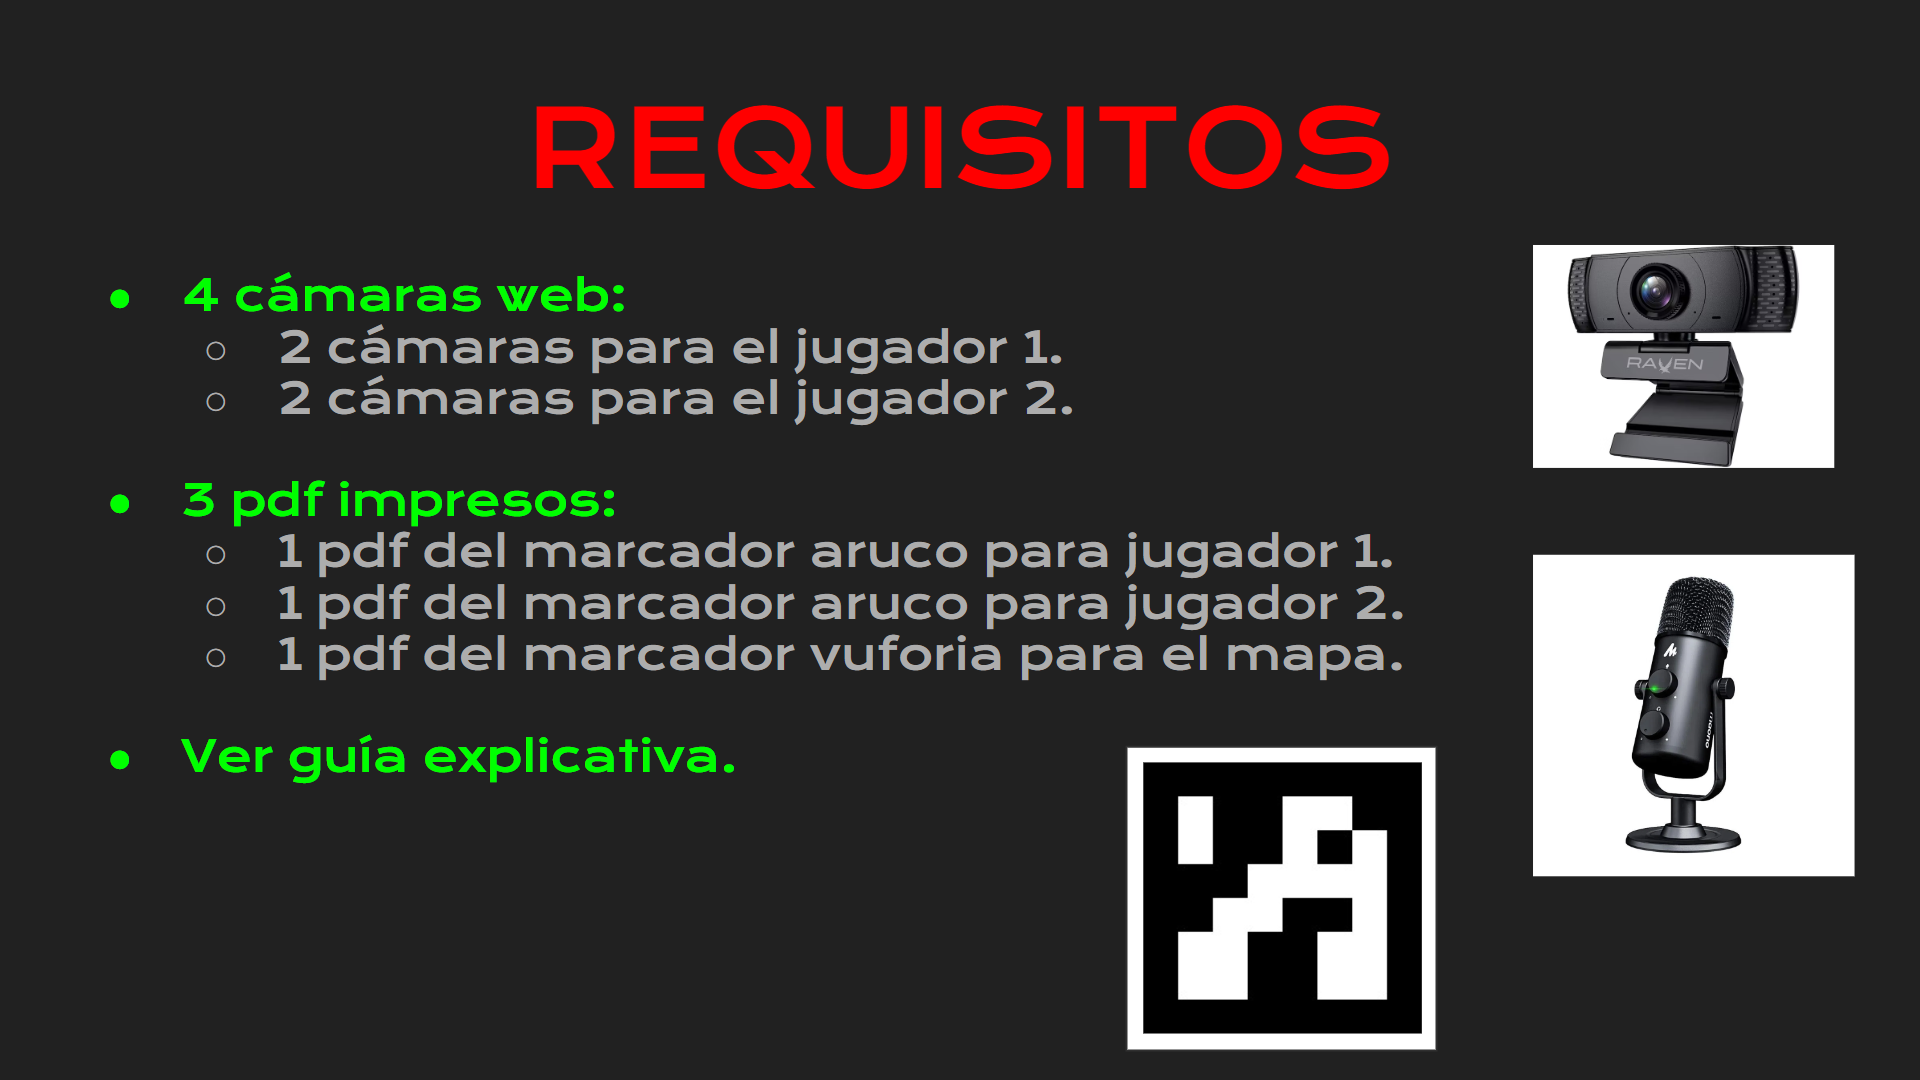 REQUISITOS
● 4 cámaras web:
○ 2 cámaras para el jugador 1.
○ 2 cámaras para el jugador 2.
● 3 pdf impresos:
○ 1 pdf del marcador aruco para jugador 1.
○ 1 pdf del marcador aruco para jugador 2.
○ 1 pdf del marcador vuforia para el mapa.
● Ver guía explicativa.
RAVEN
maono